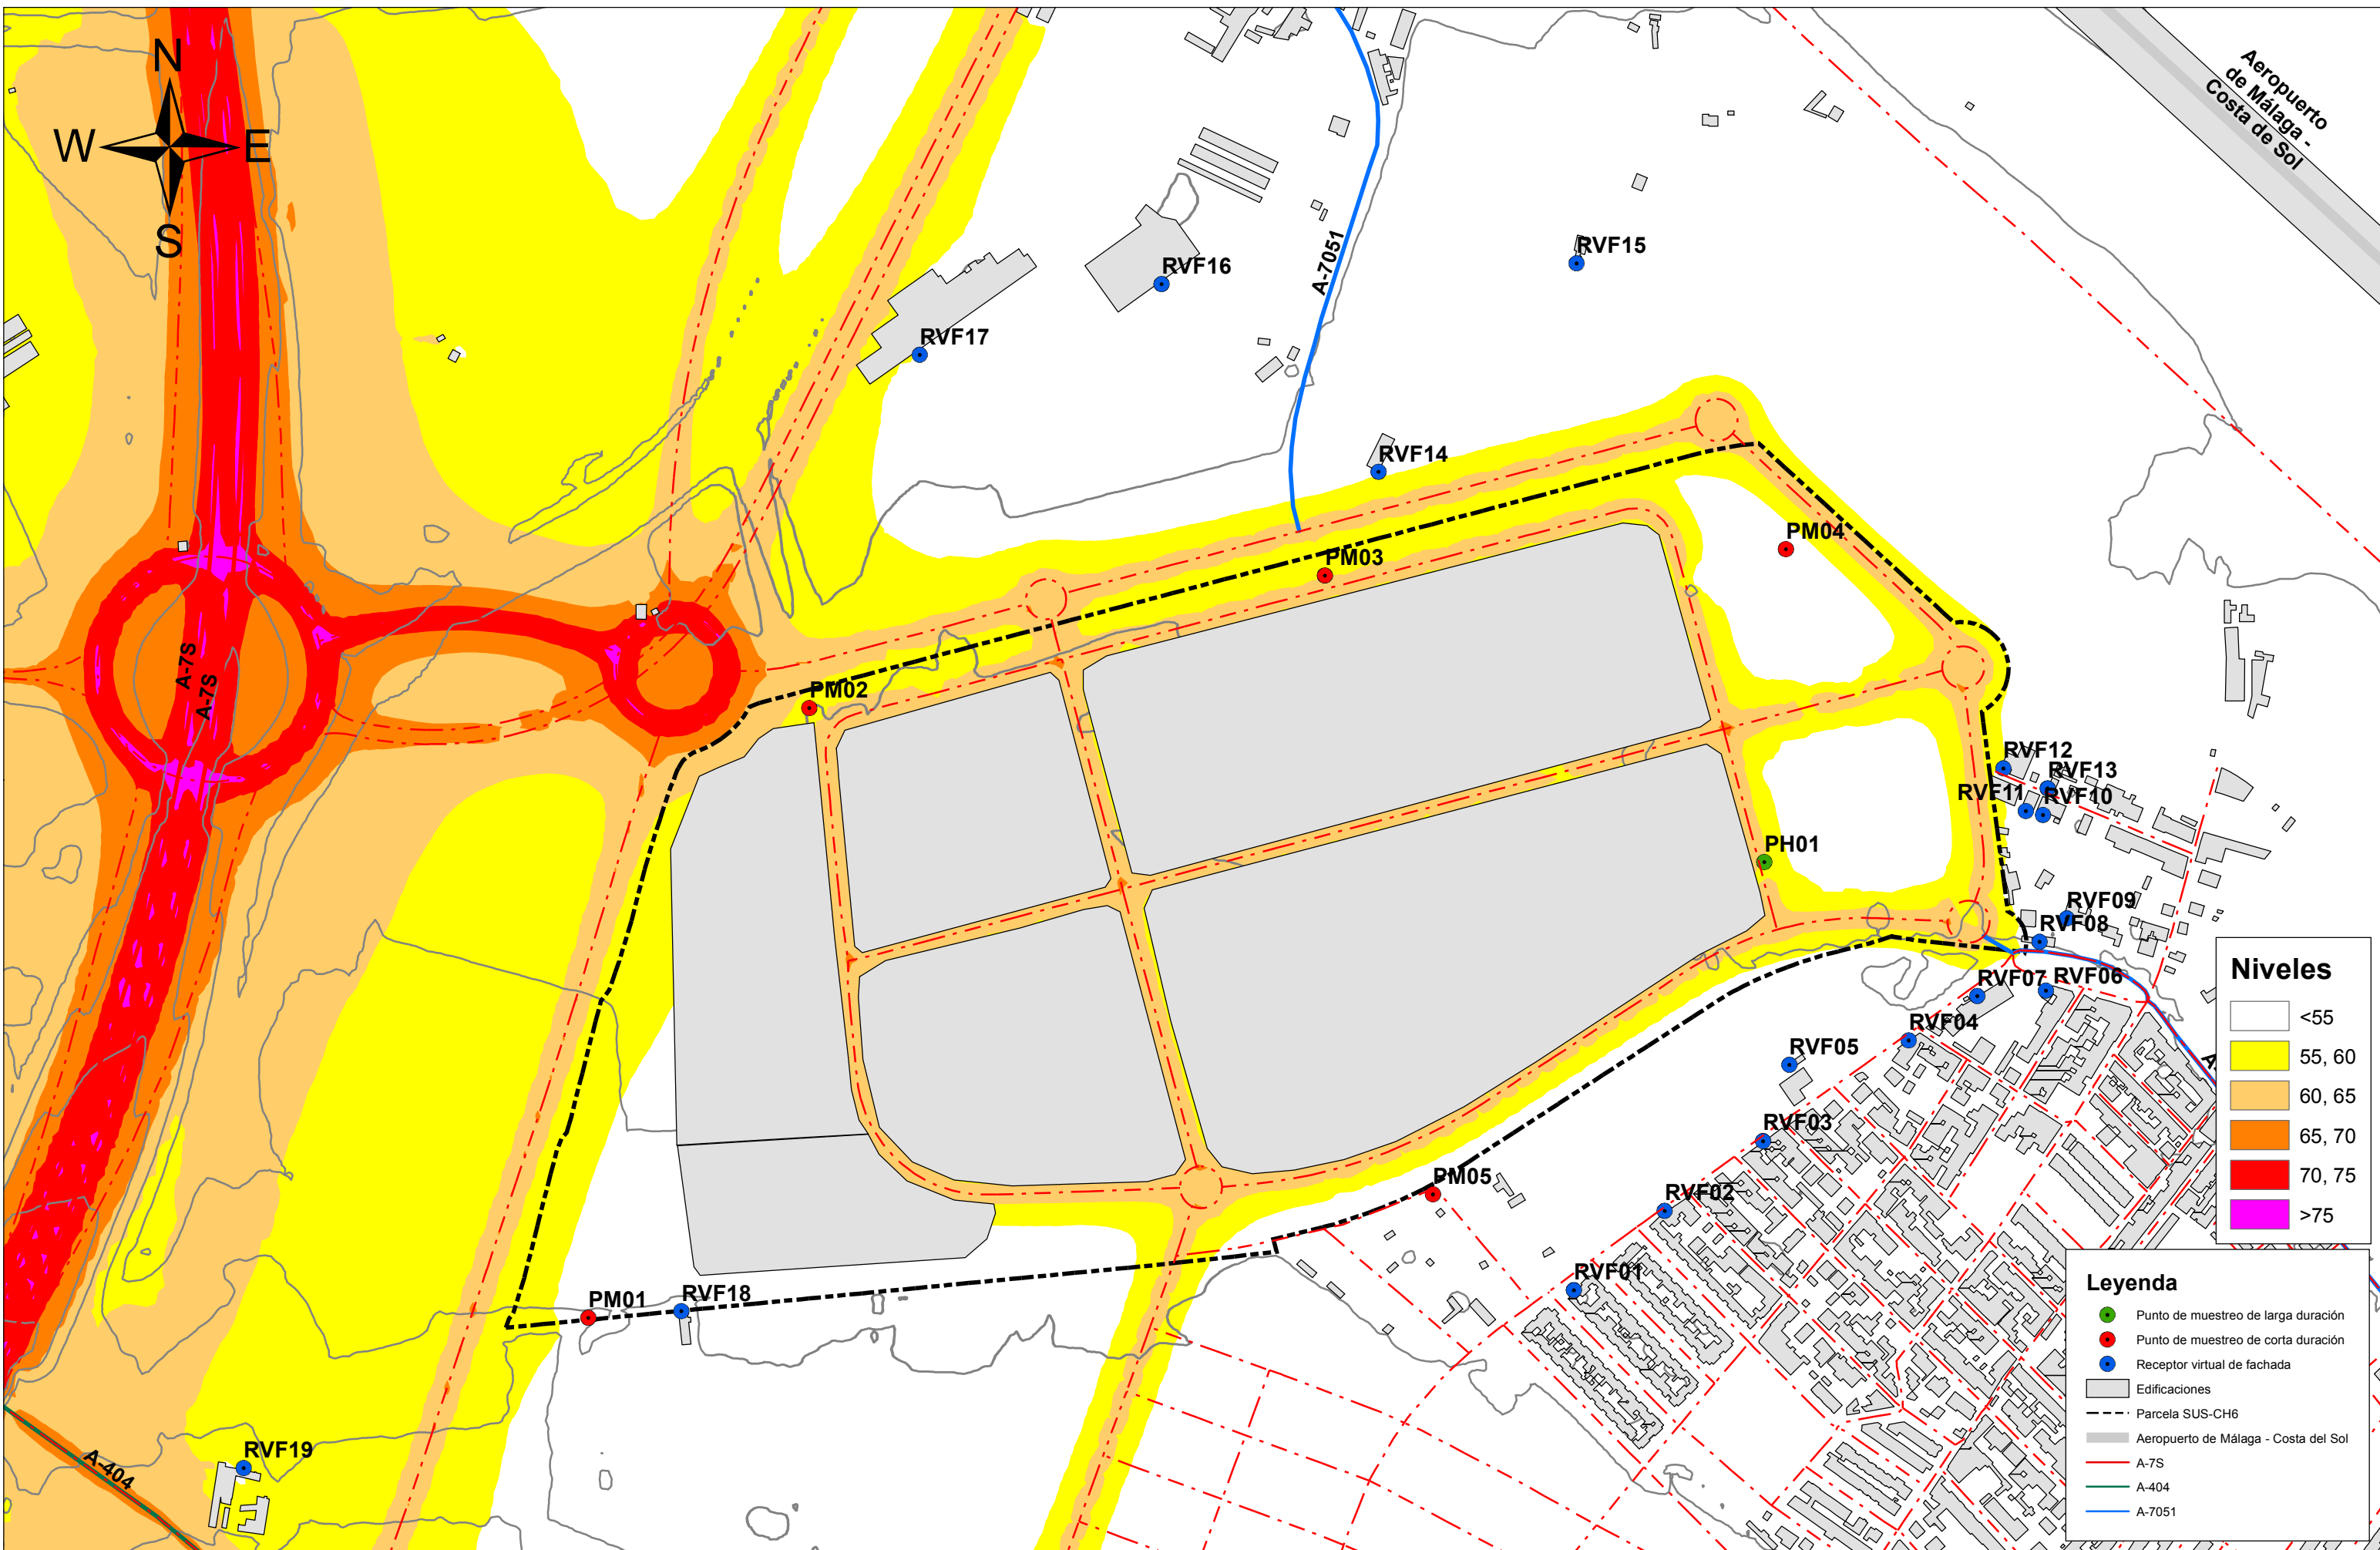 N
W
E
S
Aeropuerto
de Málaga -
Costa de Sol
A-7051
RVF15
RVF16
RVF17
RVF14
PM04
PM03
A-7S
A-7S
PM02
RVF12
RVF13
RVF11
RVF10
PH01
RVF09
RVF08
RVF07
RVF06
RVF04
RVF05
RVF03
PM05
RVF02
RVF01
PM01
RVF18
RVF19
A-404
Niveles
<55
55, 60
60, 65
65, 70
70, 75
>75
Leyenda
Punto de muestreo de larga duración
Punto de muestreo de corta duración
Receptor virtual de fachada
Edificaciones
Parcela SUS-CH6
Aeropuerto de Málaga - Costa del Sol
A-7S
A-404
A-7051